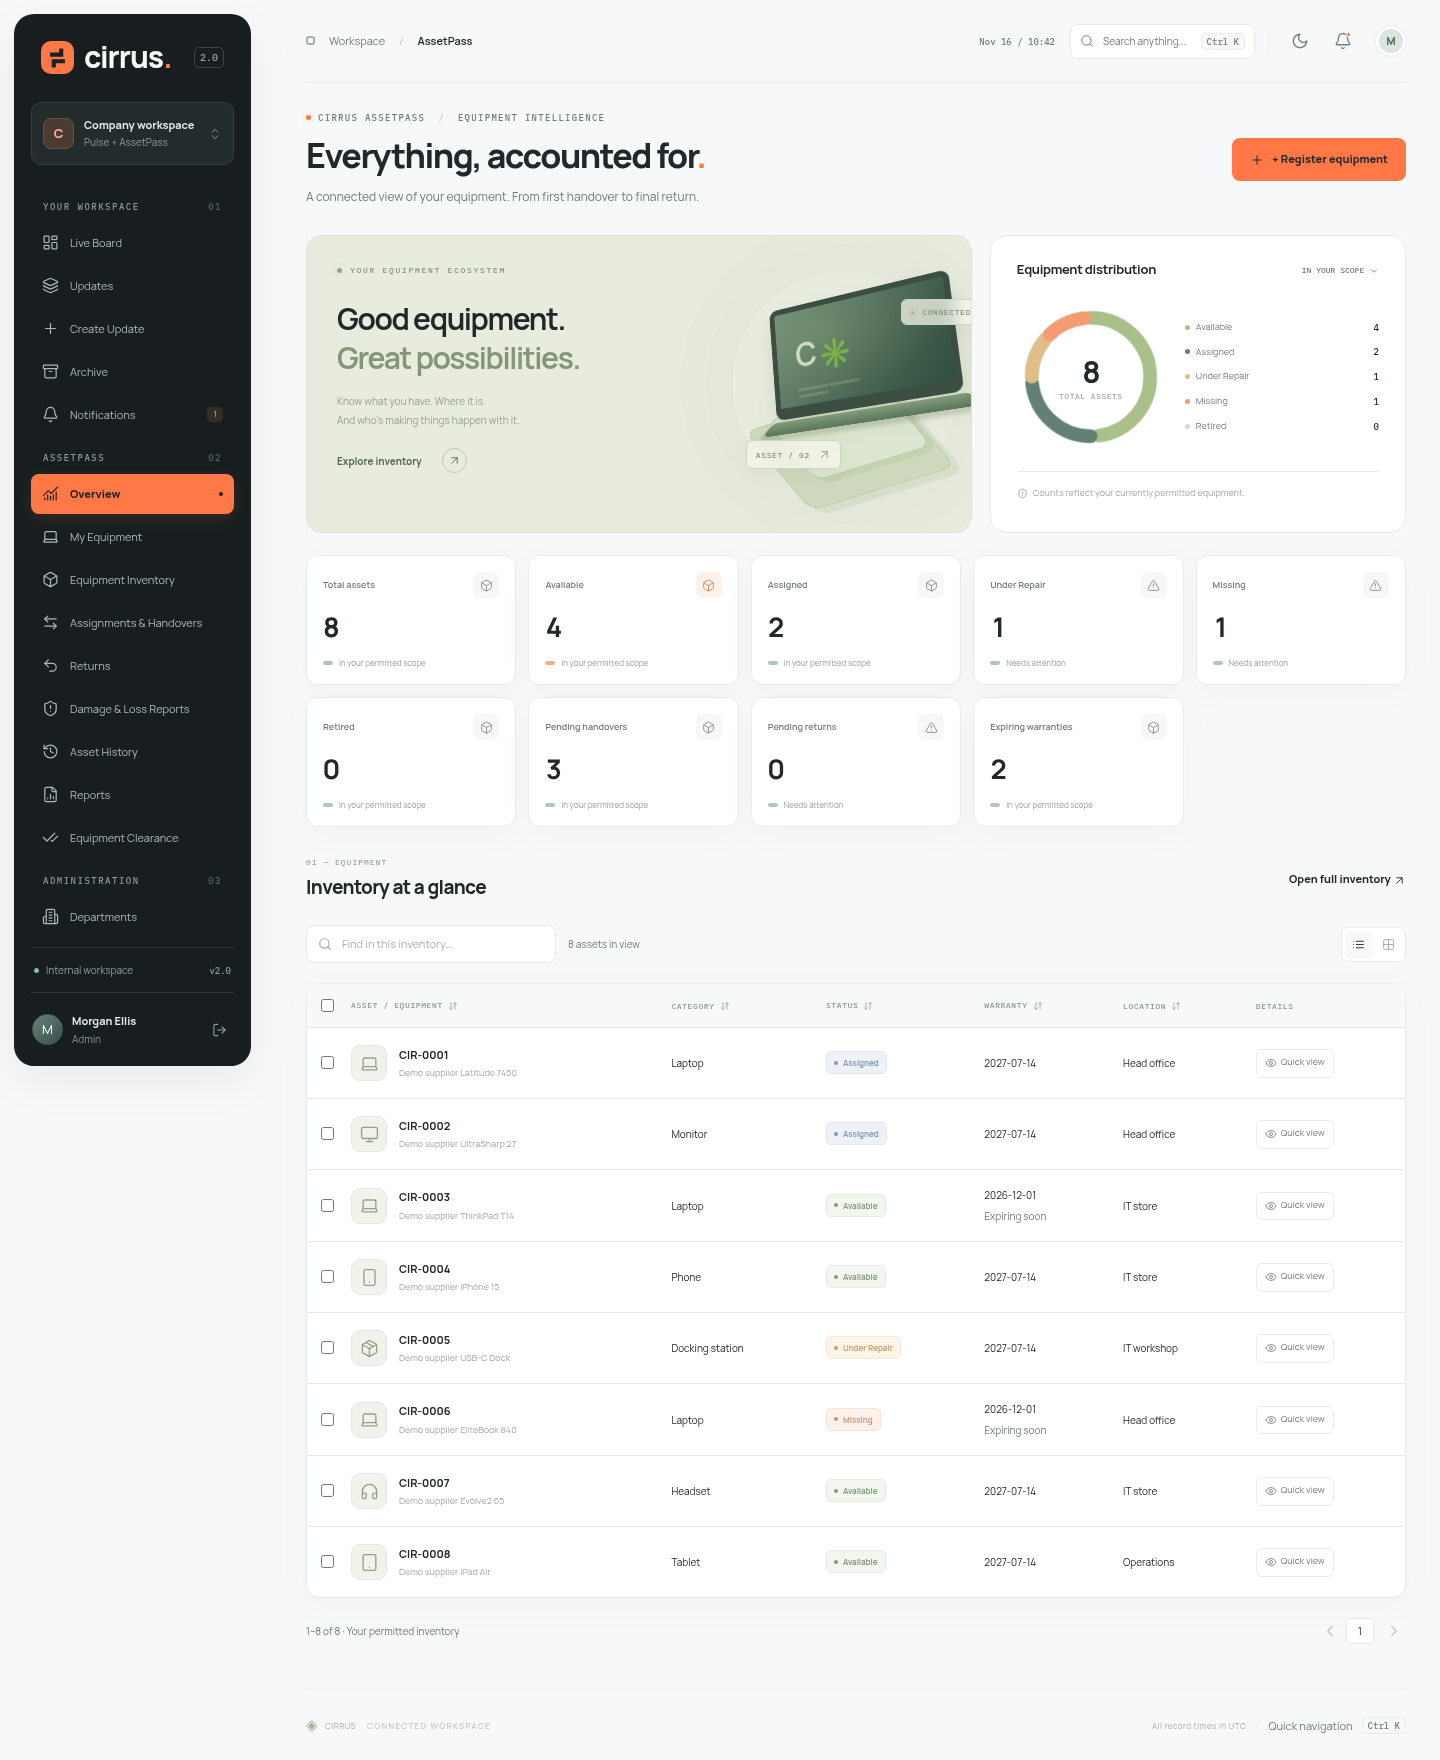 cirrus. 2.0
C Company workspace
Pulse + AssetPass
YOUR WORKSPACE 01
Live Board
Updates
Create Update
Archive
Notifications 1
ASSETPASS 02
Overview
My Equipment
Equipment Inventory
Assignments & Handovers
Returns
Damage & Loss Reports
Asset History
Reports
Equipment Clearance
ADMINISTRATION 03
Departments
Internal workspace v2.0
M Morgan Ellis
Admin
Workspace / AssetPass
Nov 16 / 10:42
Search anything... Ctrl K
M
CIRRUS ASSETPASS / EQUIPMENT INTELLIGENCE
Everything, accounted for.
A connected view of your equipment. From first handover to final return.
+ Register equipment
YOUR EQUIPMENT ECOSYSTEM
Good equipment.
Great possibilities.
Know what you have. Where it is.
And who's making things happen with it.
Explore inventory
CONNECTED
C
ASSET / 02
Equipment distribution
IN YOUR SCOPE
8
TOTAL ASSETS
Available 4
Assigned 2
Under Repair 1
Missing 1
Retired 0
Counts reflect your currently permitted equipment.
Total assets
8
In your permitted scope
Available
4
In your permitted scope
Assigned
2
In your permitted scope
Under Repair
1
Needs attention
Missing
1
Needs attention
Retired
0
In your permitted scope
Pending handovers
3
In your permitted scope
Pending returns
0
Needs attention
Expiring warranties
2
In your permitted scope
01 — EQUIPMENT
Inventory at a glance
Open full inventory
Find in this inventory...
8 assets in view
ASSET / EQUIPMENT CATEGORY STATUS WARRANTY LOCATION DETAILS
CIR-0001
Demo supplier Latitude 7450
Laptop Assigned 2027-07-14 Head office Quick view
CIR-0002
Demo supplier UltraSharp 27
Monitor Assigned 2027-07-14 Head office Quick view
CIR-0003
Demo supplier ThinkPad T14
Laptop Available 2026-12-01
Expiring soon
IT store Quick view
CIR-0004
Demo supplier iPhone 15
Phone Available 2027-07-14 IT store Quick view
CIR-0005
Demo supplier USB-C Dock
Docking station Under Repair 2027-07-14 IT workshop Quick view
CIR-0006
Demo supplier EliteBook 840
Laptop Missing 2026-12-01
Expiring soon
Head office Quick view
CIR-0007
Demo supplier Evolve2 65
Headset Available 2027-07-14 IT store Quick view
CIR-0008
Demo supplier iPad Air
Tablet Available 2027-07-14 Operations Quick view
1–8 of 8 · Your permitted inventory
1
CIRRUS CONNECTED WORKSPACE
All record times in UTC · Quick navigation Ctrl K